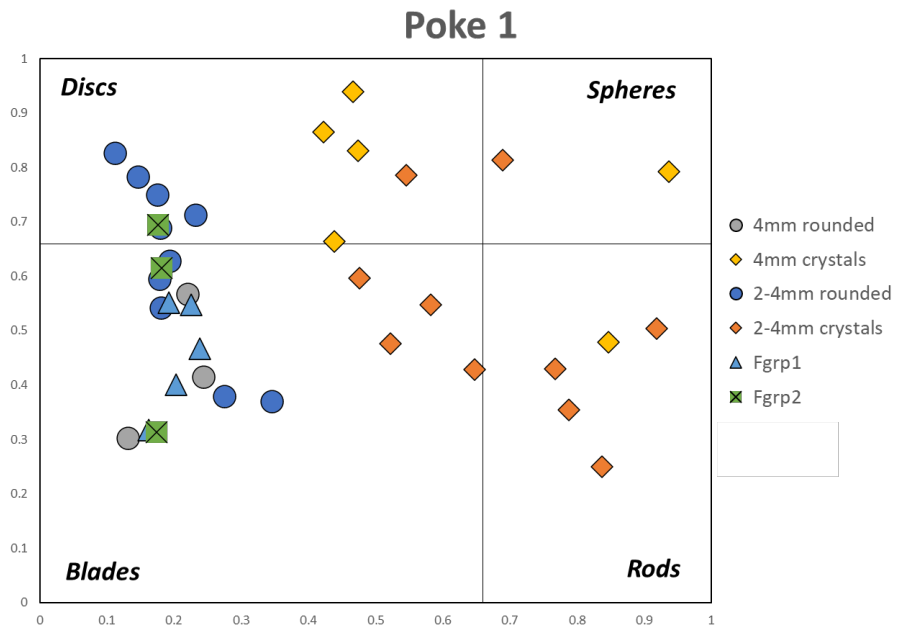 Poke 1
1
0.9
0.8
0.7
0.6
0.5
0.4
0.3
0.2
0.1
0
Discs
Spheres
Blades
Rods
0 0.1 0.2 0.3 0.4 0.5 0.6 0.7 0.8 0.9 1
4mm rounded
4mm crystals
2-4mm rounded
2-4mm crystals
Fgrp1
Fgrp2